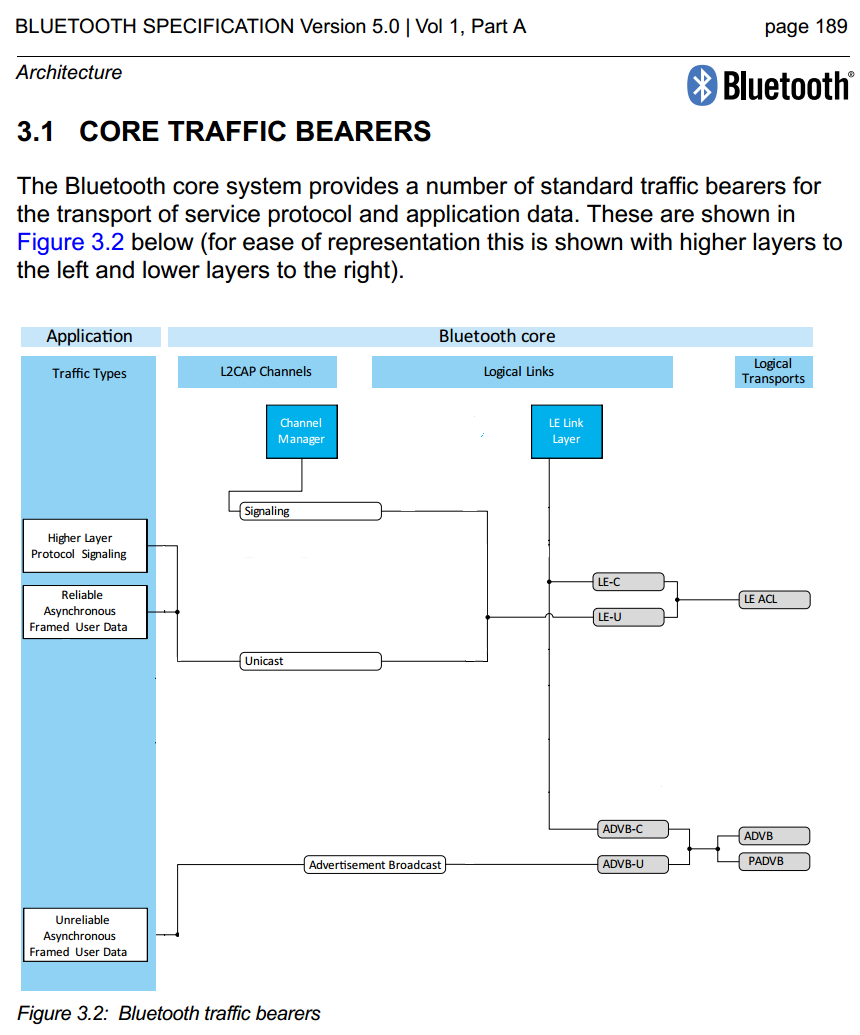 BLUETOOTH SPECIFICATION Version 5.0 | Vol 1, Part A
page 189
Architecture
Bluetooth®
3.1 CORE TRAFFIC BEARERS
The Bluetooth core system provides a number of standard traffic bearers for
the transport of service protocol and application data. These are shown in
Figure 3.2 below (for ease of representation this is shown with higher layers to
the left and lower layers to the right).
Application
Bluetooth core
Traffic Types
L2CAP Channels
Logical Links
Logical
Transports
Channel
Manager
LE Link
Layer
Signaling
Higher Layer
Protocol Signaling
Reliable
Asynchronous
Framed User Data
LE-C
LE ACL
LE-U
Unicast
ADVB-C
ADVB
Advertisement Broadcast
ADVB-U
PADVB
Unreliable
Asynchronous
Framed User Data
Figure 3.2: Bluetooth traffic bearers